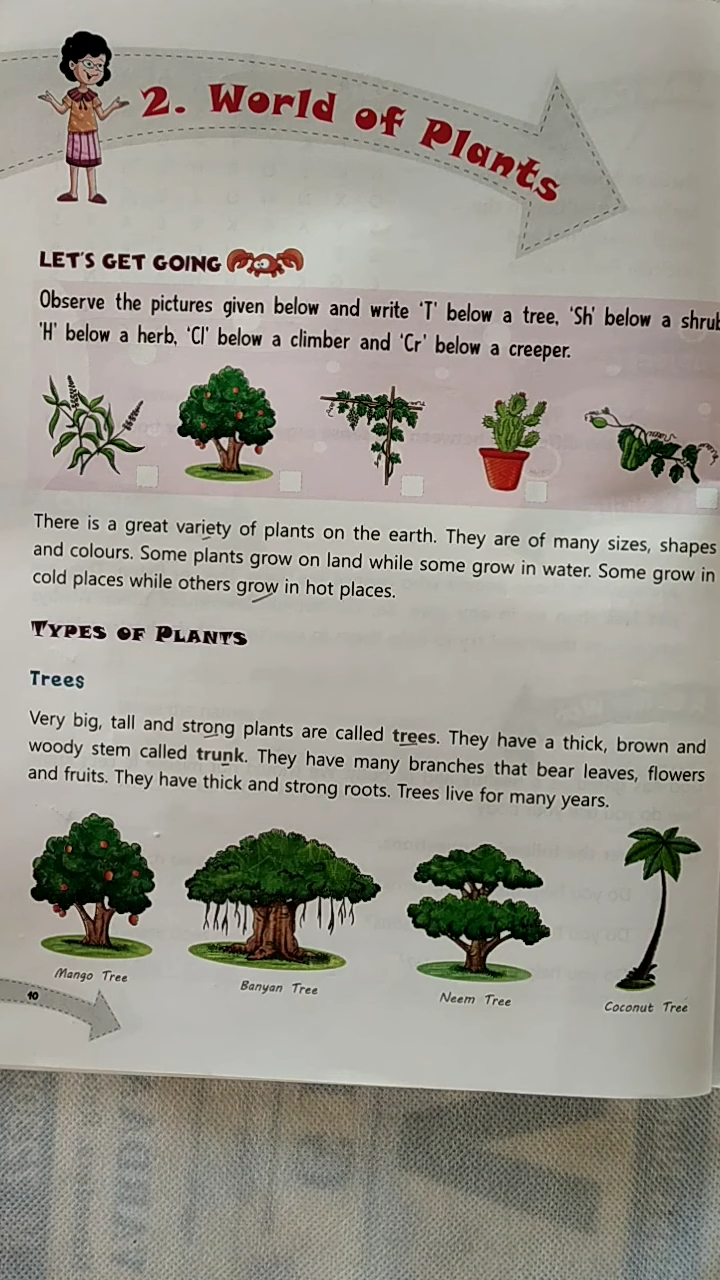 2. World of Plants
LET'S GET GOING
Observe the pictures given below and write 'T' below a tree, 'Sh' below a shrub
'H' below a herb, 'Cl' below a climber and 'Cr' below a creeper.
There is a great variety of plants on the earth. They are of many sizes, shapes
and colours. Some plants grow on land while some grow in water. Some grow in
cold places while others grow in hot places.
TYPES OF PLANTS
Trees
Very big, tall and strong plants are called trees. They have a thick, brown and
woody stem called trunk. They have many branches that bear leaves, flowers
and fruits. They have thick and strong roots. Trees live for many years.
Mango Tree
Banyan Tree
Neem Tree
Coconut Tree
10